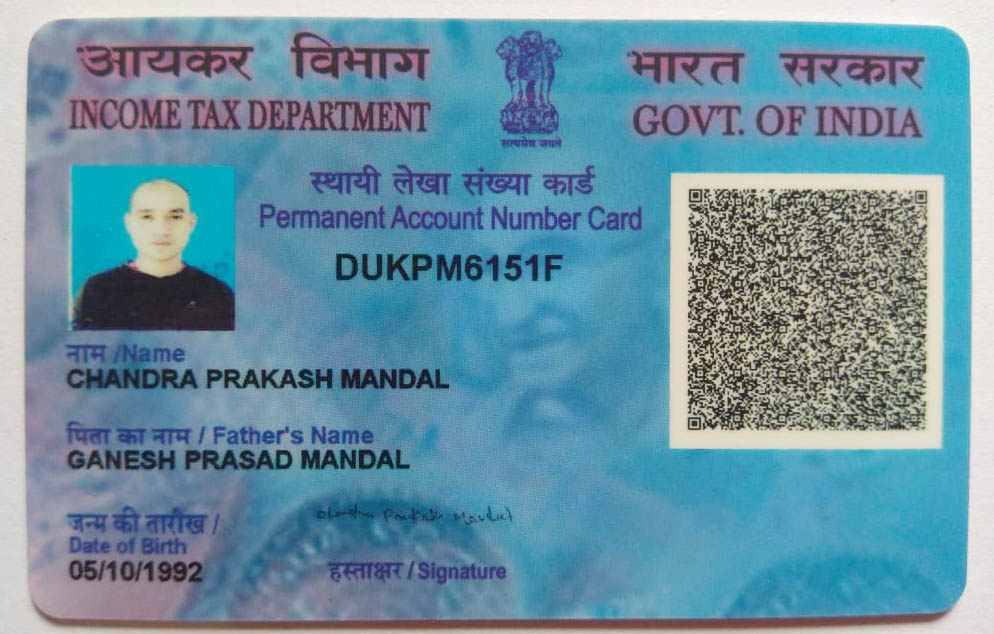 आयकर विभाग
INCOME TAX DEPARTMENT
सत्यमेव जयते
भारत सरकार
GOVT. OF INDIA
स्थायी लेखा संख्या कार्ड
Permanent Account Number Card
DUKPM6151F
नाम /Name
CHANDRA PRAKASH MANDAL
पिता का नाम / Father's Name
GANESH PRASAD MANDAL
जन्म की तारीख /
Date of Birth
05/10/1992
Chandra Prakash Mandal
हस्ताक्षर / Signature